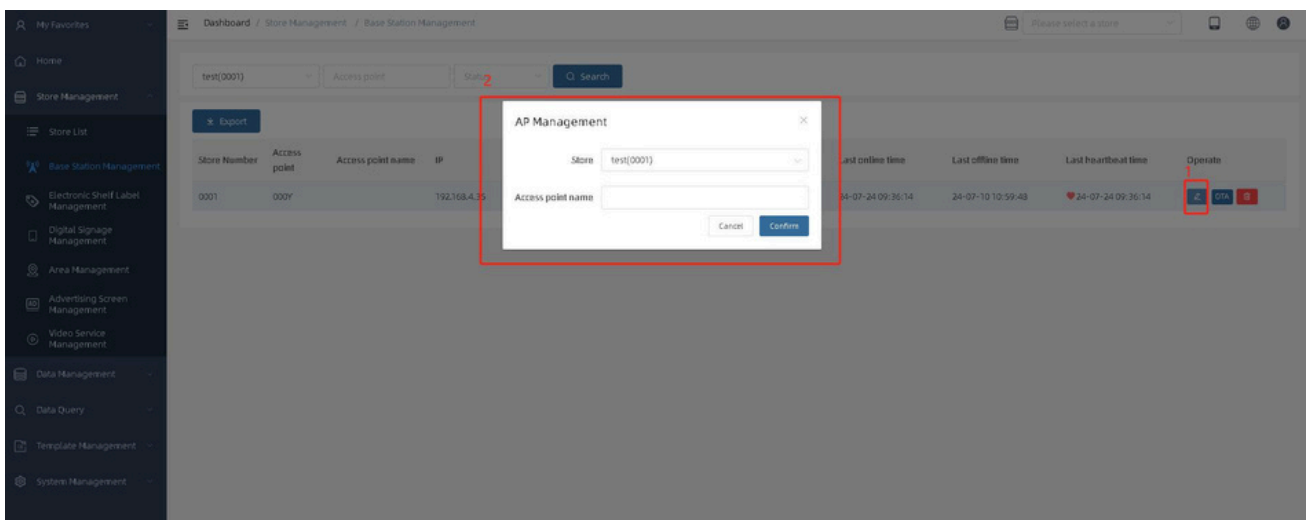 My Favorites
Dashboard / Store Management / Base Station Management
Please select a store
Home
test(0001)
Access point
Status
2
Search
Store Management
Export
AP Management
Store List
Store
test(0001)
Store Number
Access point
Access point name
IP
Last online time
Last offline time
Last heartbeat time
Operate
1
Base Station Management
0001
000Y
192.168.4.35
Access point name
24-07-24 09:36:14
24-07-10 10:59:48
24-07-24 09:36:14
OTA
Electronic Shelf Label
Management
Cancel
Confirm
Digital Signage
Management
Area Management
AD
Advertising Screen
Management
Video Service
Management
Data Management
Data Query
Template Management
System Management